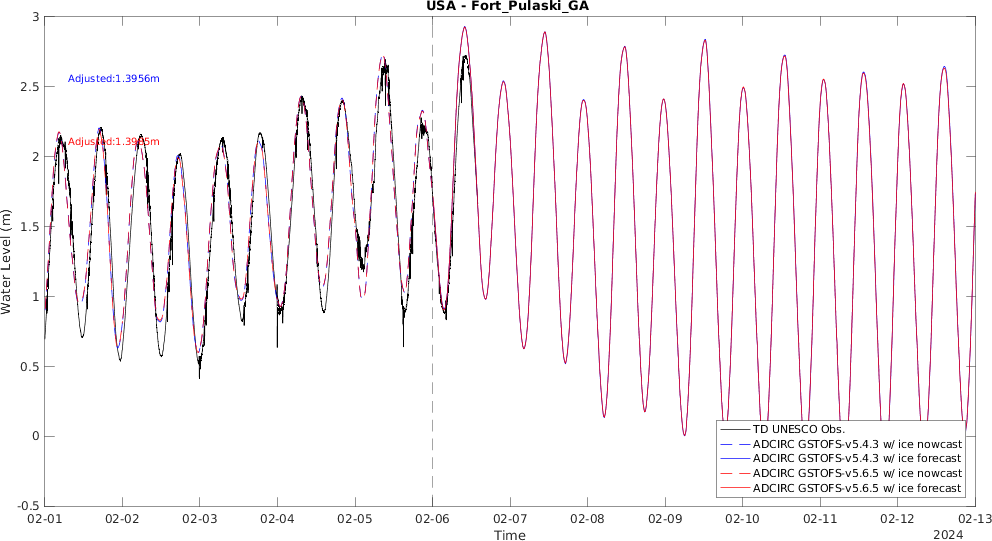 USA - Fort_Pulaski_GA
3
2.5
2
1.5
1
0.5
0
-0.5
Water Level (m)
Adjusted:1.3956m
TD UNESCO Obs.
ADCIRC GSTOFS-v5.4.3 w/ ice nowcast
ADCIRC GSTOFS-v5.4.3 w/ ice forecast
ADCIRC GSTOFS-v5.6.5 w/ ice nowcast
ADCIRC GSTOFS-v5.6.5 w/ ice forecast
02-01 02-02 02-03 02-04 02-05 02-06 02-07 02-08 02-09 02-10 02-11 02-12 02-13
Time
2024